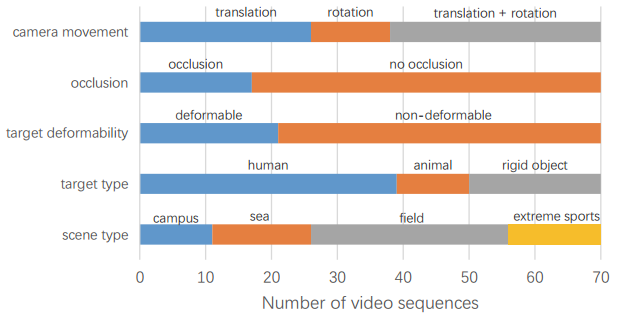 translation rotation translation + rotation
camera movement
occlusion no occlusion
occlusion
deformable non-deformable
target deformability
human animal rigid object
target type
campus sea field extreme sports
scene type
0 10 20 30 40 50 60 70
Number of video sequences